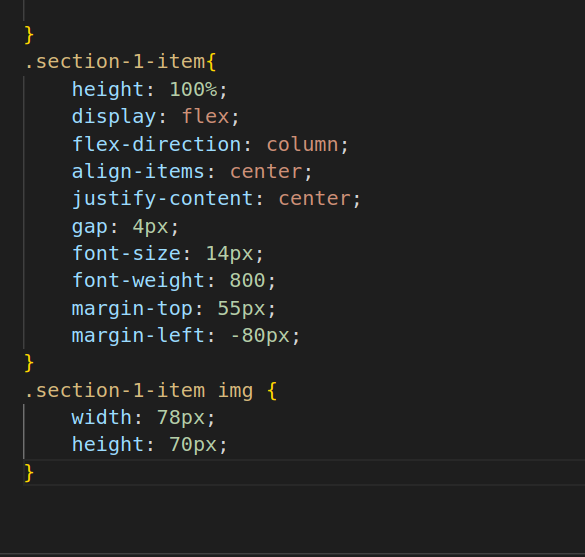 }
.section-1-item{
    height: 100%;
    display: flex;
    flex-direction: column;
    align-items: center;
    justify-content: center;
    gap: 4px;
    font-size: 14px;
    font-weight: 800;
    margin-top: 55px;
    margin-left: -80px;
}
.section-1-item img {
    width: 78px;
    height: 70px;
}